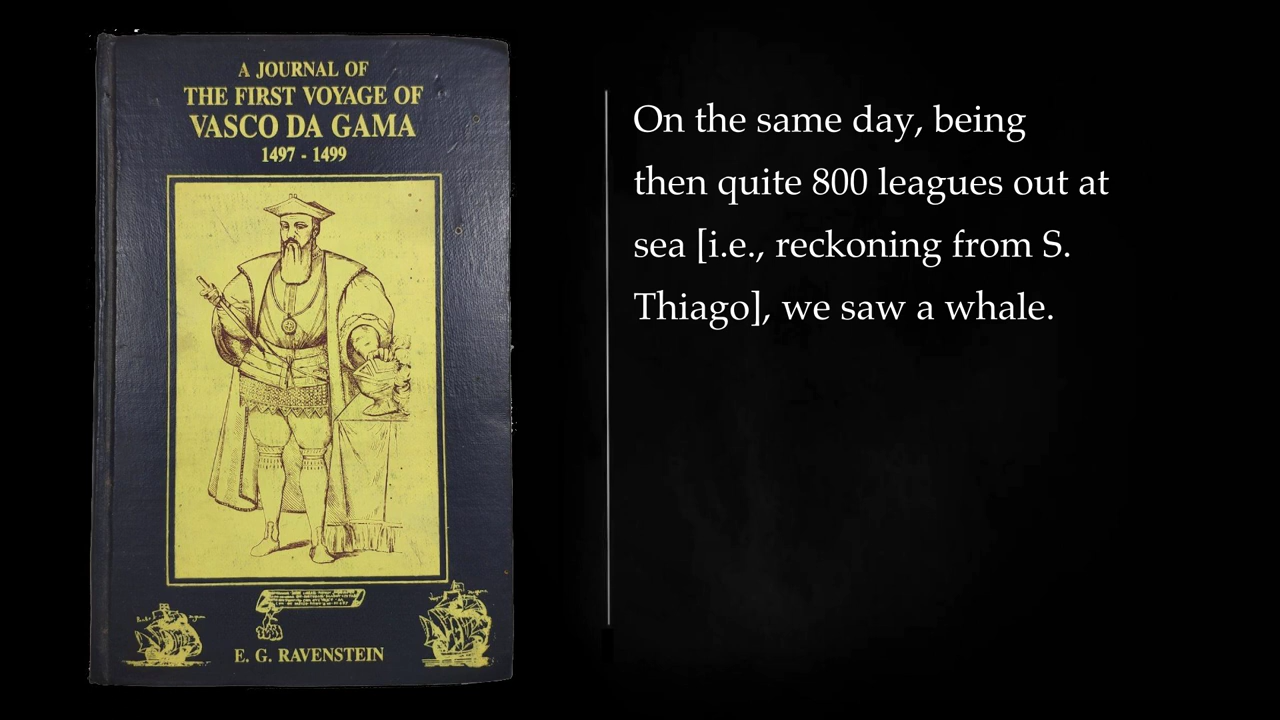 A JOURNAL OF
THE FIRST VOYAGE OF
VASCO DA GAMA
1497 - 1499
E. G. RAVENSTEIN
On the same day, being
then quite 800 leagues out at
sea [i.e., reckoning from S.
Thiago], we saw a whale.